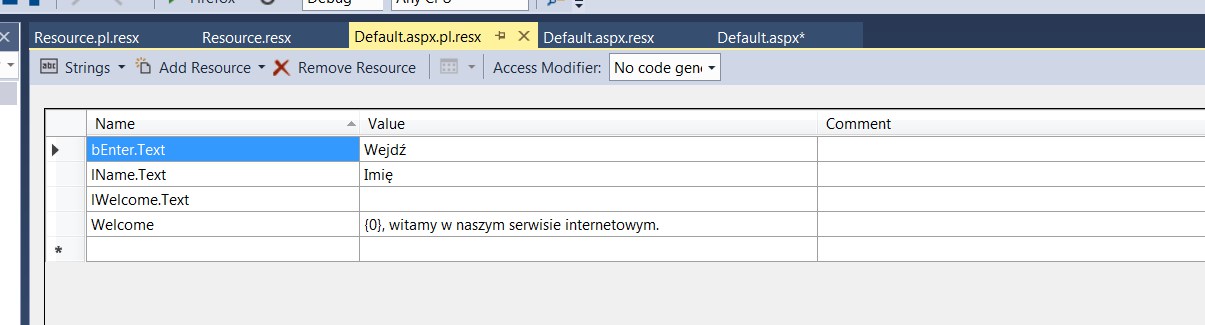 Resource.pl.resx Resource.resx Default.aspx.pl.resx Default.aspx.resx Default.aspx*
Strings Add Resource Remove Resource Access Modifier: No code gen
Name Value Comment
bEnter.Text Wejdź
lName.Text Imię
lWelcome.Text
Welcome {0}, witamy w naszym serwisie internetowym.
*